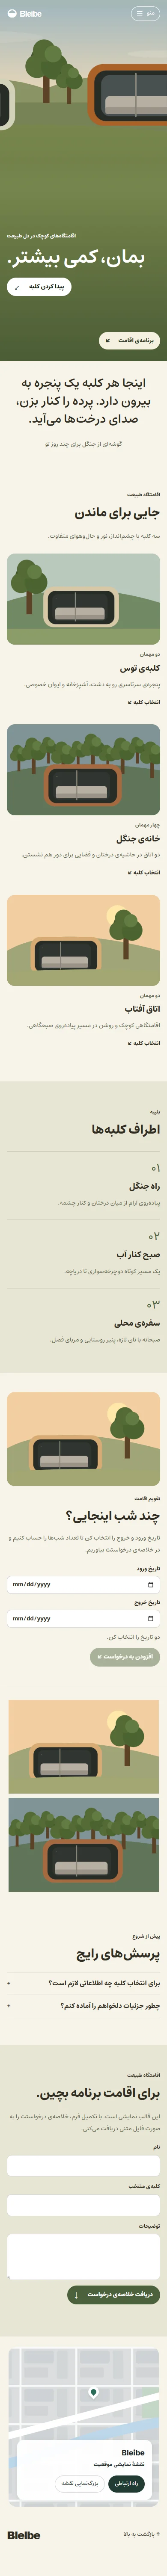 منو
Bleibe
اقامتگاه‌های کوچک در دل طبیعت
بمان، کمی بیشتر.
پیدا کردن کلبه
برنامه‌ی اقامت
اینجا هر کلبه یک پنجره به
بیرون دارد. پرده را کنار بزن،
صدای درخت‌ها می‌آید.
گوشه‌ای از جنگل برای چند روز تو
اقامتگاه طبیعت
جایی برای ماندن
سه کلبه با چشم‌انداز، نور و حال‌وهوای متفاوت.
دو مهمان
کلبه‌ی توس
پنجره‌ی سرتاسری رو به دشت، آشپزخانه و ایوان خصوصی.
انتخاب کلبه
چهار مهمان
خانه‌ی جنگل
دو اتاق در حاشیه‌ی درختان و فضایی برای دور هم نشستن.
انتخاب کلبه
دو مهمان
اتاق آفتاب
اقامتگاهی کوچک و روشن در مسیر پیاده‌روی صبحگاهی.
انتخاب کلبه
بلیبه
اطراف کلبه‌ها
۰۱
راه جنگل
پیاده‌روی آرام از میان درختان و کنار چشمه.
۰۲
صبح کنار آب
یک مسیر کوتاه دوچرخه‌سواری تا دریاچه.
۰۳
سفره‌ی محلی
صبحانه با نان تازه، پنیر روستایی و مربای فصل.
تقویم اقامت
چند شب اینجایی؟
تاریخ ورود و خروج را انتخاب کن تا تعداد شب‌ها را حساب کنیم و
در خلاصه‌ی درخواست بیاوریم.
تاریخ ورود
mm/dd/yyyy
تاریخ خروج
mm/dd/yyyy
دو تاریخ را انتخاب کن.
افزودن به درخواست
پیش از شروع
پرسش‌های رایج
برای انتخاب کلبه چه اطلاعاتی لازم است؟
+
چطور جزئیات دلخواهم را آماده کنم؟
+
اقامتگاه طبیعت
برای اقامت برنامه بچین.
این قالب نمایشی است. با تکمیل فرم، خلاصه‌ی درخواست را به
صورت فایل متنی دریافت می‌کنی.
نام
کلبه‌ی منتخب
توضیحات
دریافت خلاصه‌ی درخواست
Bleibe
نقشهٔ نمایشی موقعیت
راه ارتباطی
بزرگ‌نمایی نقشه
بازگشت به بالا
Bleibe